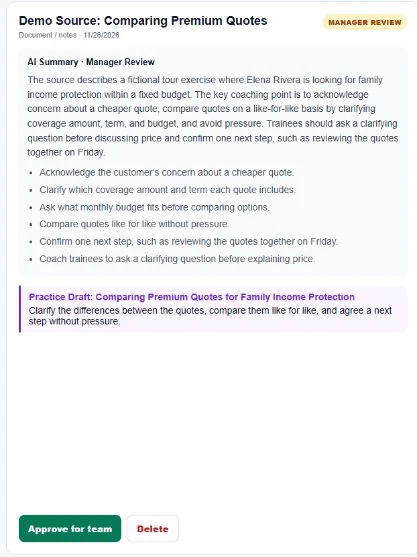 Demo Source: Comparing Premium Quotes
MANAGER REVIEW
Document / notes · 11/26/2026
AI Summary · Manager Review
The source describes a fictional tour exercise where Elena Rivera is looking for family
income protection within a fixed budget. The key coaching point is to acknowledge
concern about a cheaper quote, compare quotes on a like-for-like basis by clarifying
coverage amount, term, and budget, and avoid pressure. Trainees should ask a clarifying
question before discussing price and confirm one next step, such as reviewing the quotes
together on Friday.
• Acknowledge the customer's concern about a cheaper quote.
• Clarify which coverage amount and term each quote includes.
• Ask what monthly budget fits before comparing options.
• Compare quotes like for like without pressure.
• Confirm one next step, such as reviewing the quotes together on Friday.
• Coach trainees to ask a clarifying question before explaining price.
Practice Draft: Comparing Premium Quotes for Family Income Protection
Clarify the differences between the quotes, compare them like for like, and agree a next
step without pressure.
Approve for team
Delete